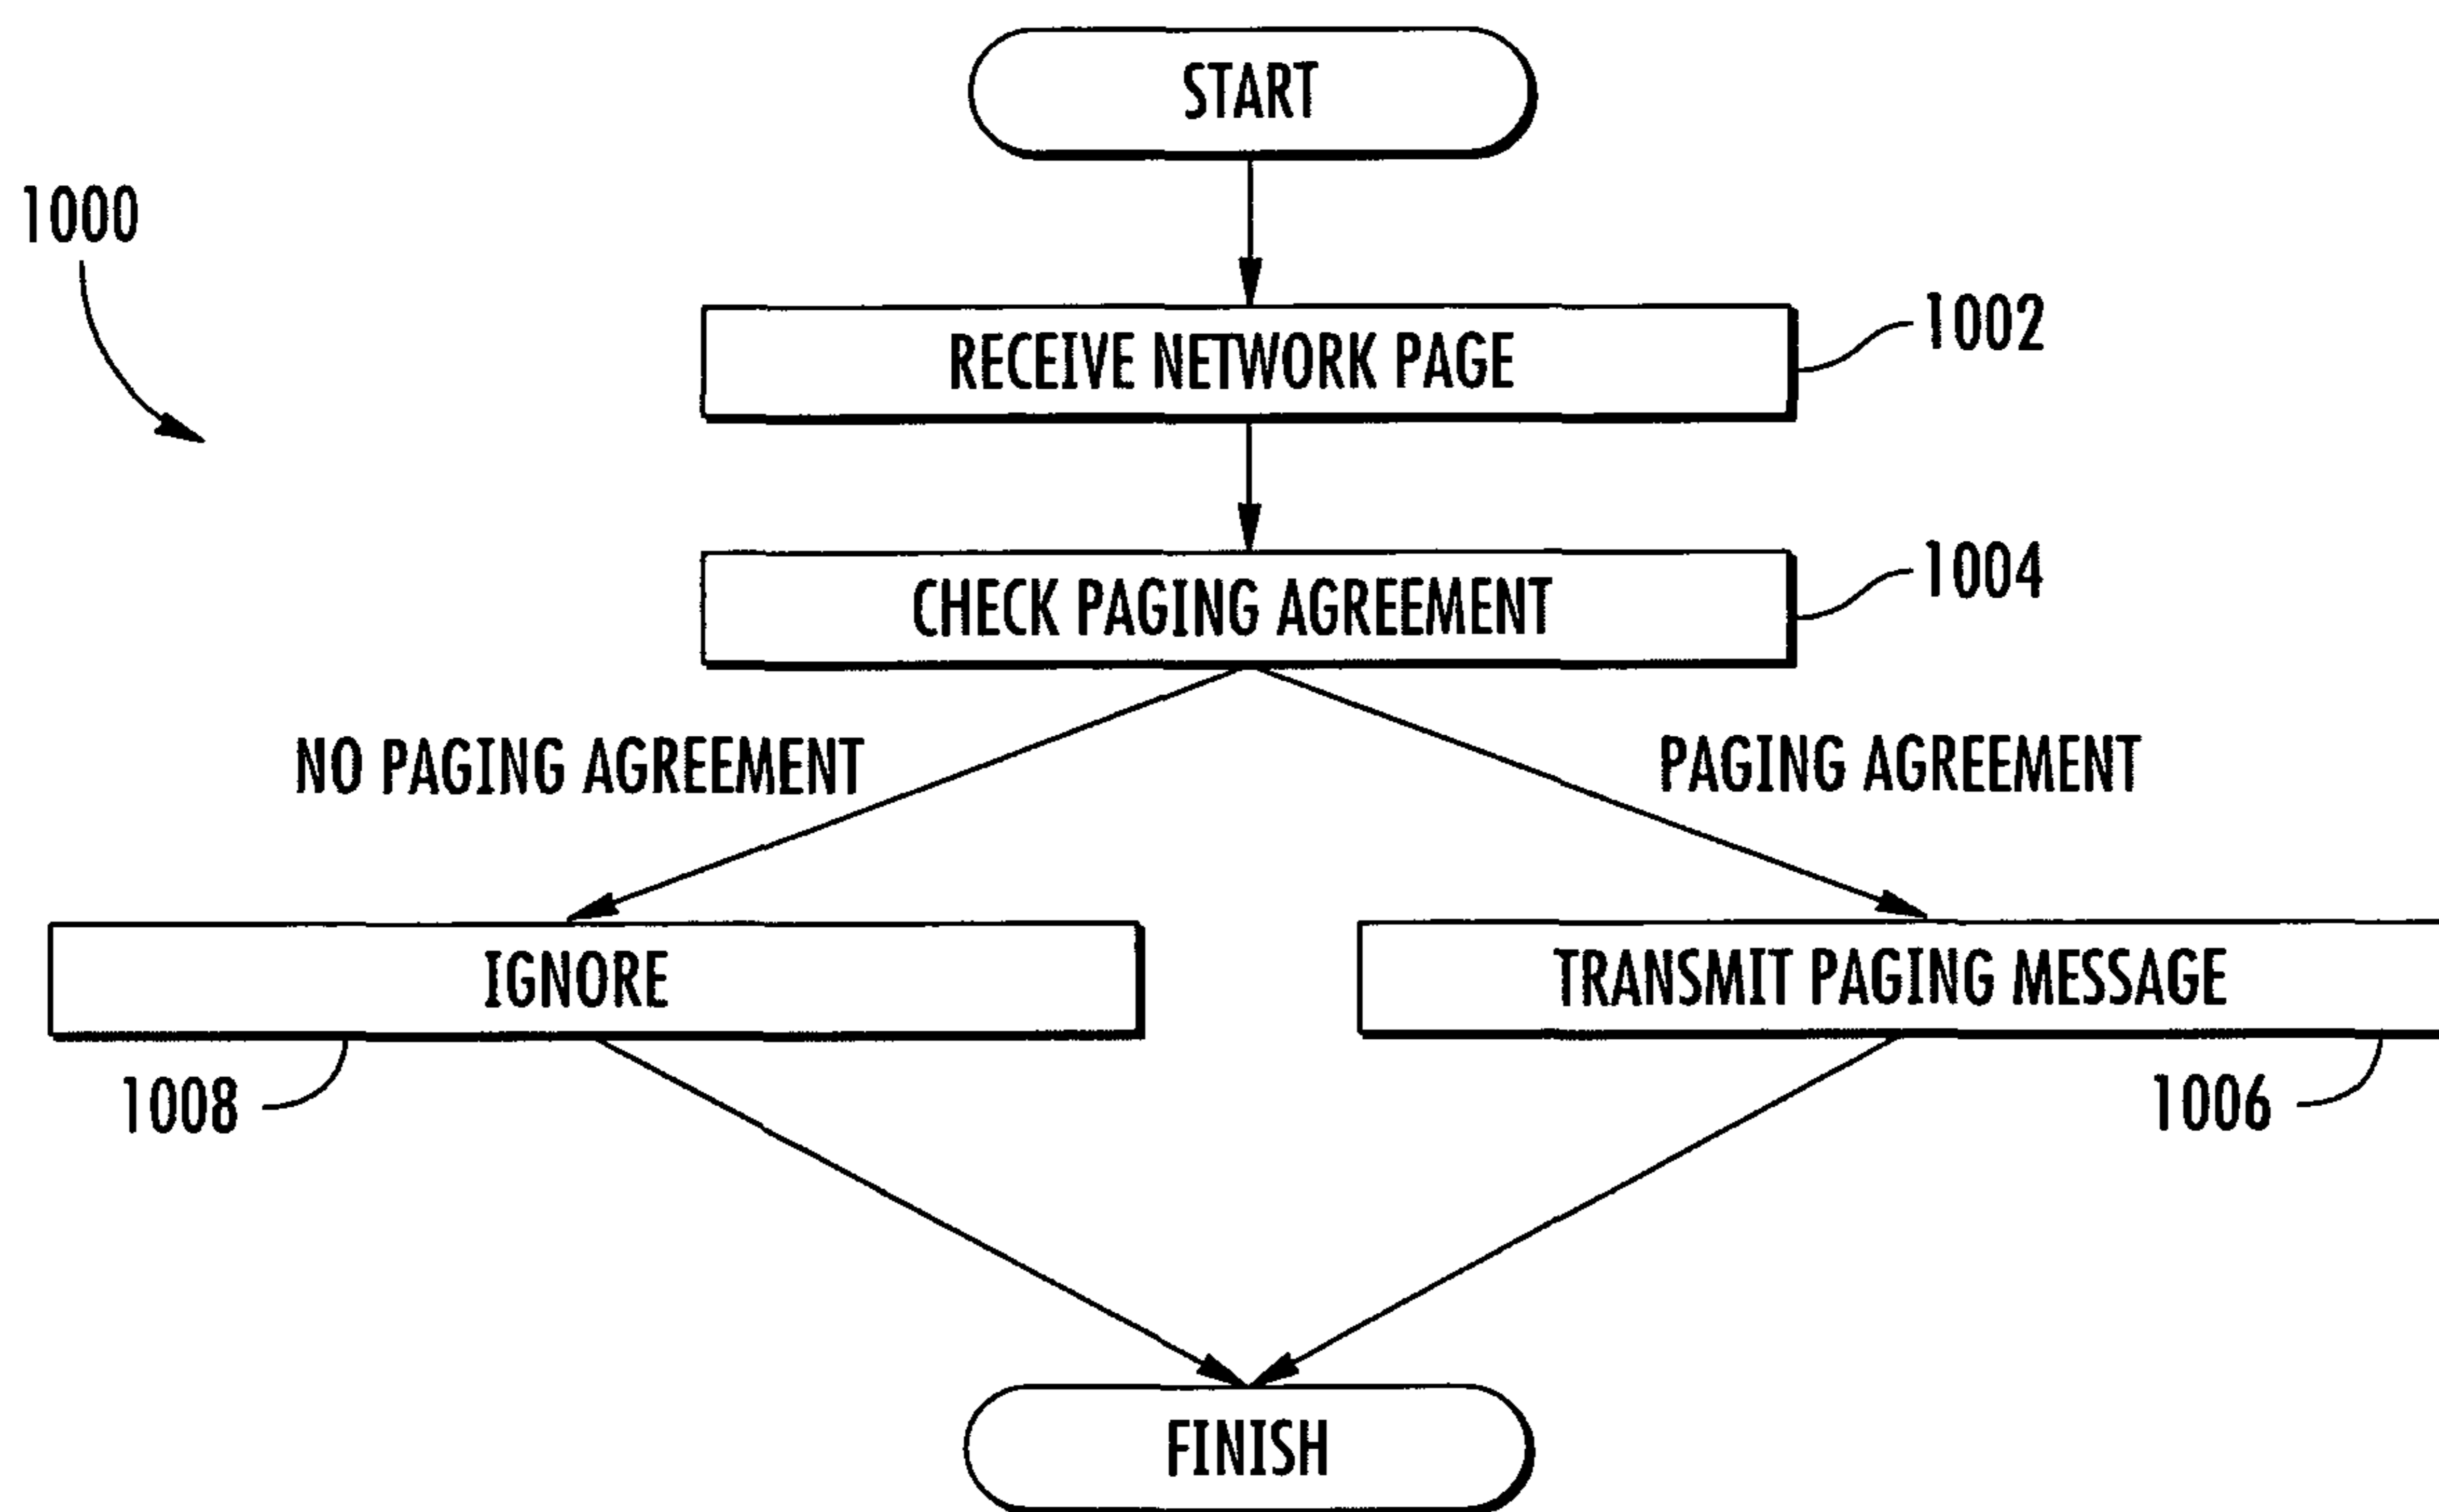 START
1000
RECEIVE NETWORK PAGE
1002
CHECK PAGING AGREEMENT
1004
NO PAGING AGREEMENT
PAGING AGREEMENT
IGNORE
TRANSMIT PAGING MESSAGE
1008
1006
FINISH